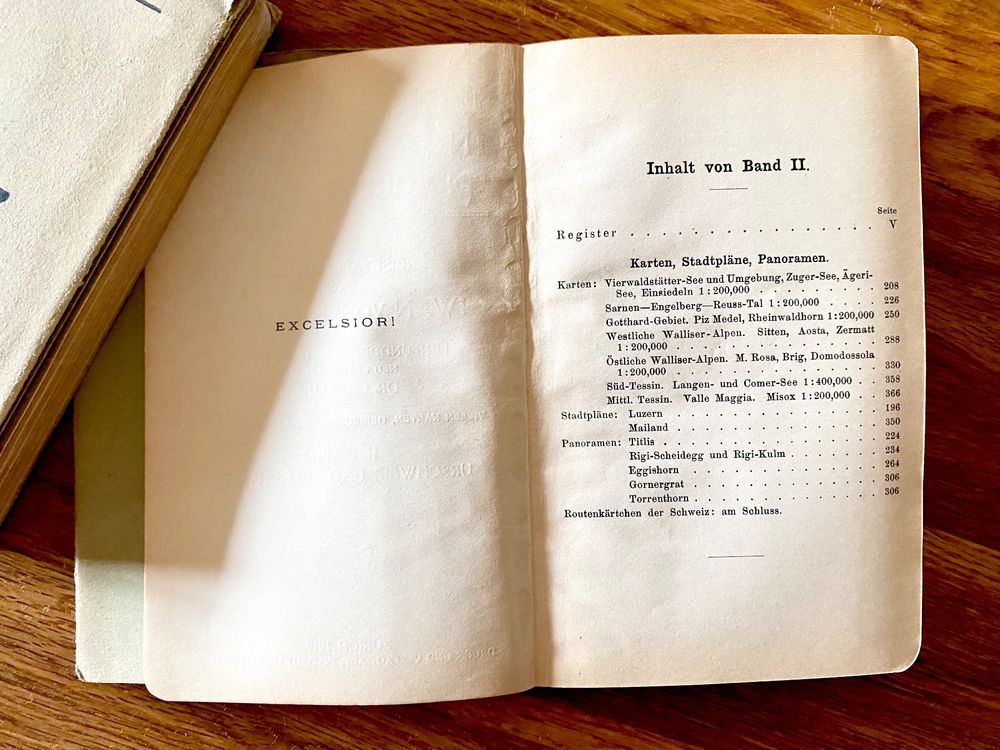 EXCELSIOR!
Inhalt von Band II.
Seite
Register . . . . . . . . . . . . . . . . V
Karten, Stadtpläne, Panoramen.
Karten: Vierwaldstätter-See und Umgebung, Zuger-See, Ägeri-
See, Einsiedeln 1 : 200,000 . . . . . . . . . 208
Sarnen—Engelberg—Reuss-Tal 1 : 200,000 . . . . . 226
Gotthard-Gebiet. Piz Medel, Rheinwaldhorn 1 : 200,000 250
Westliche Walliser-Alpen. Sitten, Aosta, Zermatt
1 : 200,000 . . . . . . . . . . . . . . . 288
Östliche Walliser-Alpen. M. Rosa, Brig, Domodossola
1 : 200,000 . . . . . . . . . . . . . . . 330
Süd-Tessin. Langen- und Comer-See 1 : 400,000 . . 358
Mittl. Tessin. Valle Maggia. Misox 1 : 200,000 . . 366
Stadtpläne: Luzern . . . . . . . . . . . . . . . 196
Mailand . . . . . . . . . . . . . . . 350
Panoramen: Titlis . . . . . . . . . . . . . . . 224
Rigi-Scheidegg und Rigi-Kulm . . . . . . . 234
Eggishorn . . . . . . . . . . . . . . 264
Gornergrat . . . . . . . . . . . . . . 306
Torrenthorn . . . . . . . . . . . . . 306
Routenkärtchen der Schweiz: am Schluss.